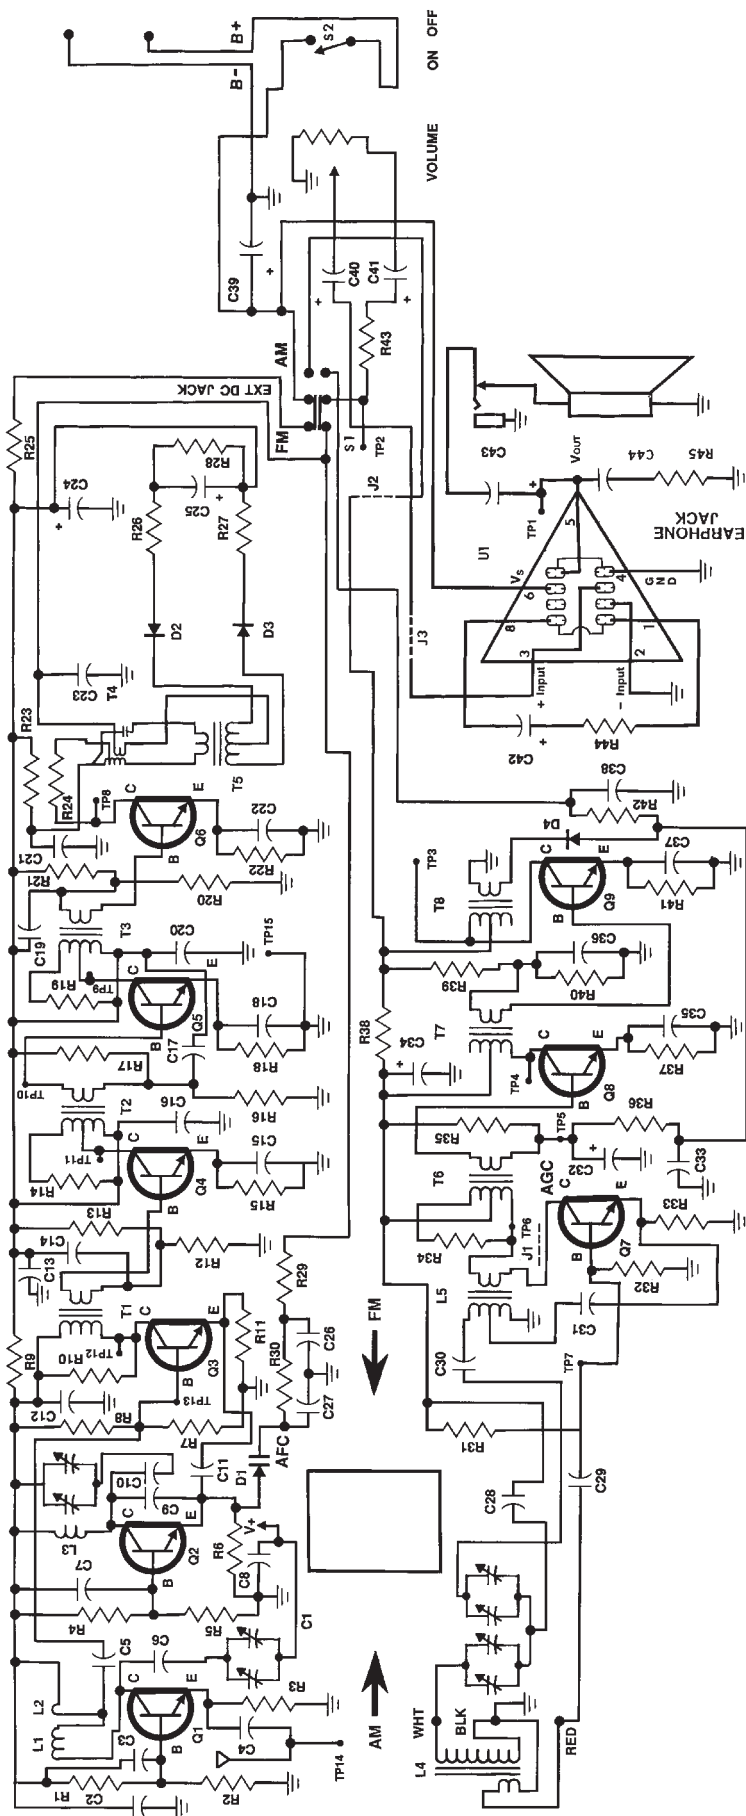 R1
C2
R2
C3
L1
L2
B
Q1
C
E
C4
R3
TP14
C5
C6
C1
R4
R5
C7
B
Q2
C
E
L3
R6
C8
V+
C9
C10
C11
D1
AFC
R7
R8
C12
R9
R10
TP12
TP13
T1
B
Q3
C
E
R11
R30
C27
C26
R29
C13
C14
R13
R12
B
Q4
C
E
R14
TP11
T2
R15
C15
C16
TP10
R17
R16
C17
B
Q5
C
E
R19
TP9
T3
R18
C18
C19
C20
TP15
R21
R20
C21
B
Q6
C
E
R22
C22
TP8
R24
R23
T5
T4
C23
D2
D3
R26
R27
C25
R28
C24
R25
EXT DC JACK
FM
AM
S1
TP2
J2
J3
R43
C39
+
C40
+
C41
+
VOLUME
B-
B+
S2
ON OFF
AM
FM
WHT
BLK
L4
RED
C28
C29
R31
TP7
C30
L5
C31
J1
TP6
R34
T6
R32
B
Q7
C
E
R33
AGC
C32
+
TP5
C33
R35
R36
R38
C34
+
T7
TP4
B
Q8
C
E
R37
C35
R39
R40
C36
T8
TP3
B
Q9
C
E
R41
C37
D4
R42
C38
C42
+
R44
+ Input
- Input
3
2
8
1
6
VS
5
4
GND
U1
TP1
+
VOUT
C43
C44
R45
EARPHONE
JACK